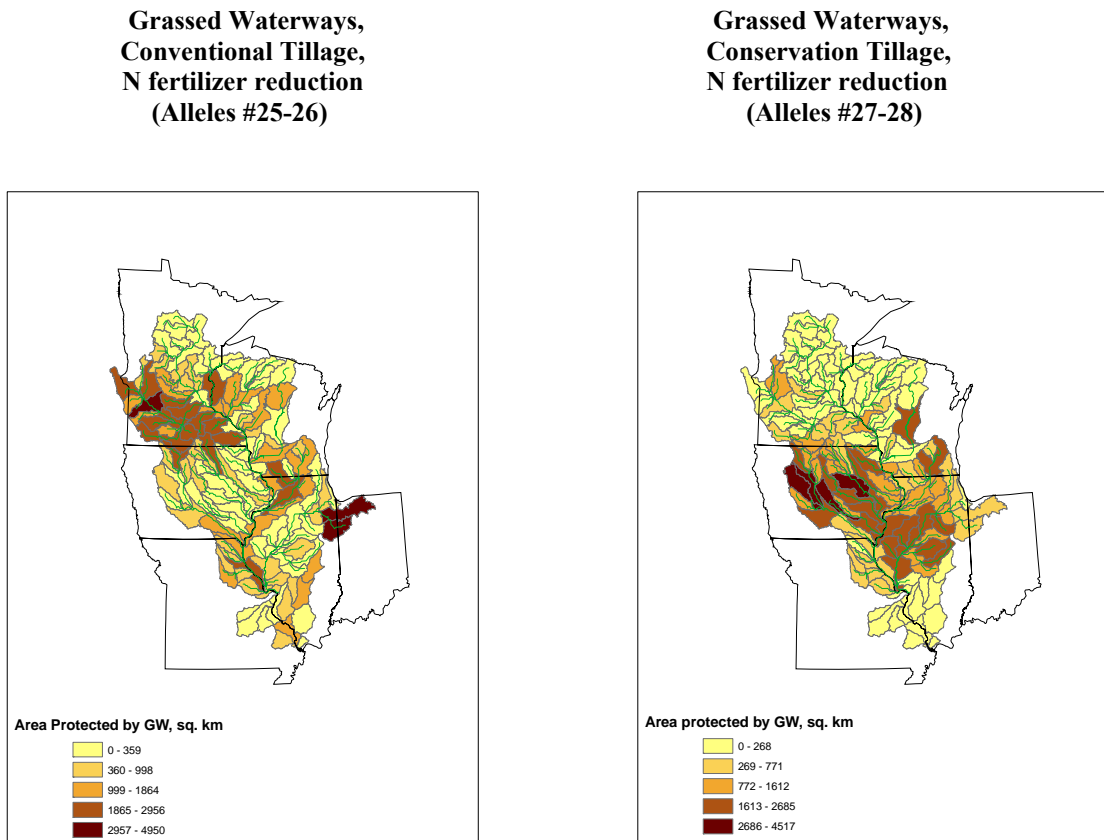 Grassed Waterways,
Conventional Tillage,
N fertilizer reduction
(Alleles #25-26)
Grassed Waterways,
Conservation Tillage,
N fertilizer reduction
(Alleles #27-28)
Area Protected by GW, sq. km
0 - 359
360 - 998
999 - 1864
1865 - 2956
2957 - 4950
Area protected by GW, sq. km
0 - 268
269 - 771
772 - 1612
1613 - 2685
2686 - 4517